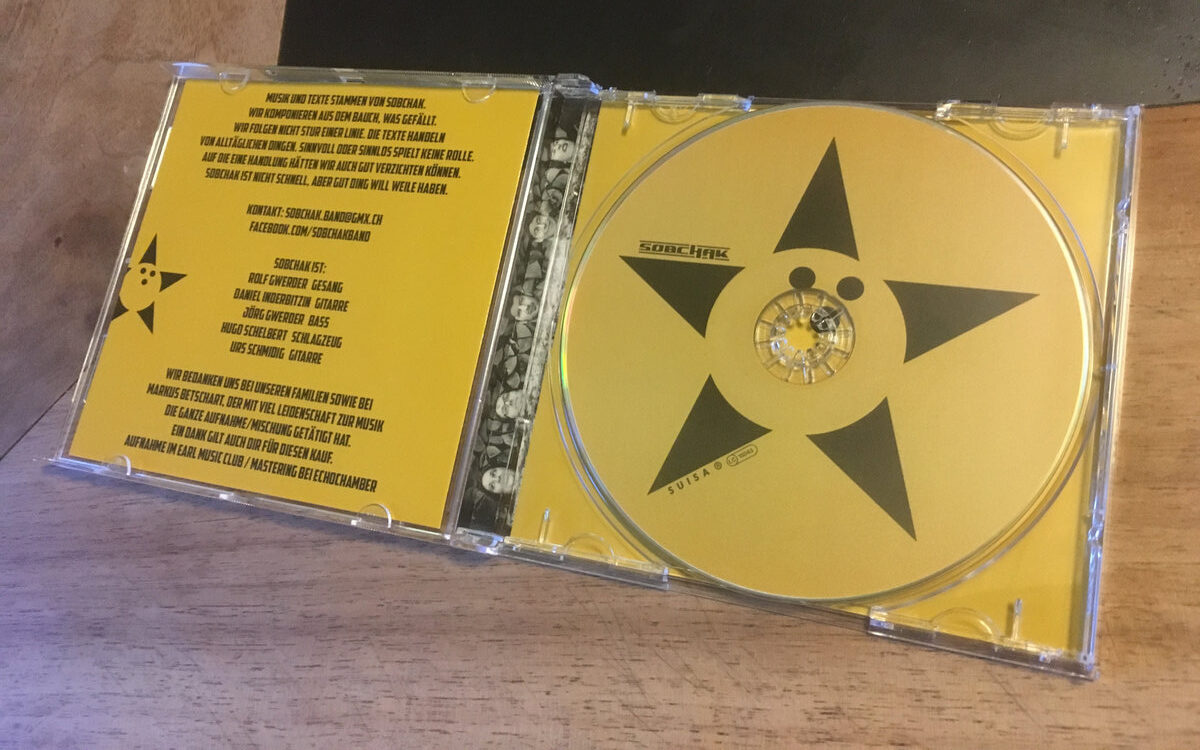 MUSIK UND TEXTE STAMMEN VON SOBCHAK.
WIR KOMPONIEREN AUS DEM BAUCH, WAS GEFÄLLT.
WIR FOLGEN NICHT STUR EINER LINIE. DIE TEXTE HANDELN
VON ALLTÄGLICHEN DINGEN. SINNVOLL ODER SINNLOS SPIELT KEINE ROLLE.
AUF DIE EINE HANDLUNG HÄTTEN WIR AUCH GUT VERZICHTEN KÖNNEN.
SOBCHAK IST NICHT SCHNELL, ABER GUT DING WILL WEILE HABEN.
KONTAKT: SOBCHAK.BAND@GMX.CH
FACEBOOK.COM/SOBCHAKBAND
SOBCHAK IST:
ROLF GWERDER GESANG
DANIEL INDERBITZIN GITARRE
JÖRG GWERDER BASS
HUGO SCHELBERT SCHLAGZEUG
URS SCHMIDIG GITARRE
WIR BEDANKEN UNS BEI UNSEREN FAMILIEN SOWIE BEI
MARKUS BETSCHART, DER MIT VIEL LEIDENSCHAFT ZUR MUSIK
DIE GANZE AUFNAHME/MISCHUNG GETÄTIGT HAT.
EIN DANK GILT AUCH DIR FÜR DIESEN KAUF.
AUFNAHME IM EARL MUSIC CLUB / MASTERING BEI ECHOCHAMBER
SOBCHAK
SUISA ® LC